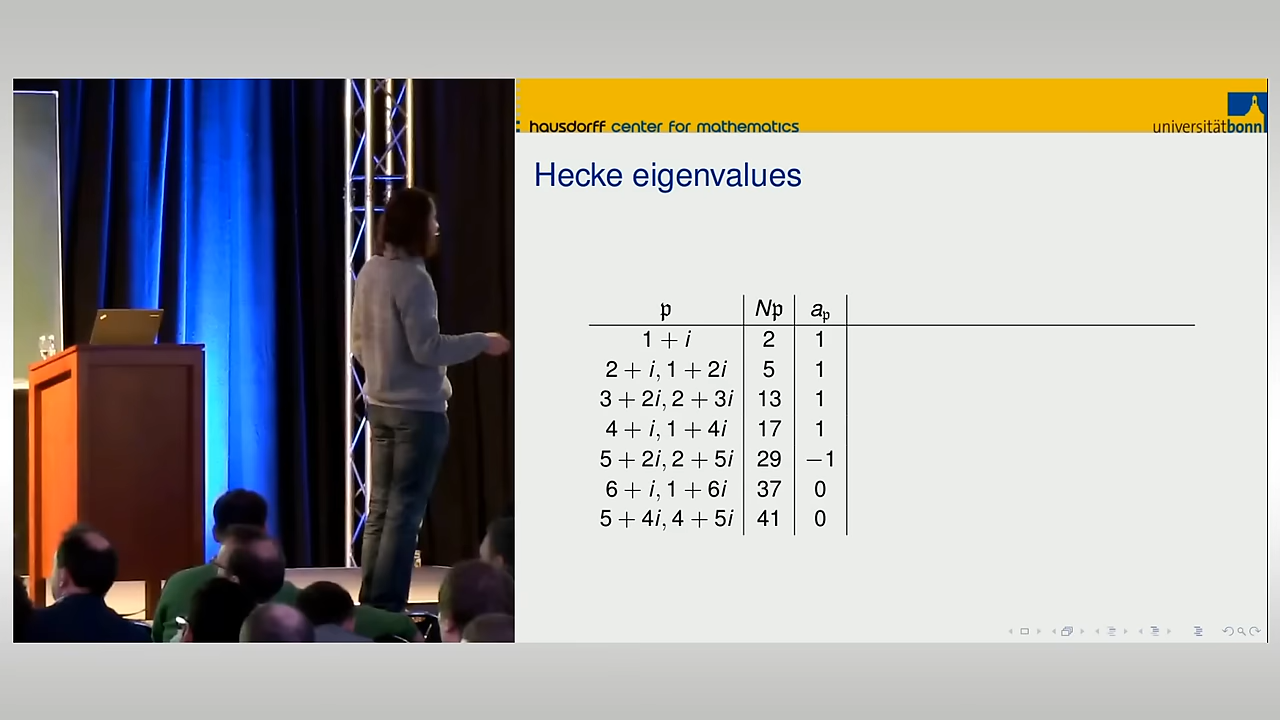 hausdorff center for mathematics
universitätbonn
Hecke eigenvalues
𝔭 N𝔭 a𝔭
1 + i 2 1
2 + i, 1 + 2i 5 1
3 + 2i, 2 + 3i 13 1
4 + i, 1 + 4i 17 1
5 + 2i, 2 + 5i 29 −1
6 + i, 1 + 6i 37 0
5 + 4i, 4 + 5i 41 0